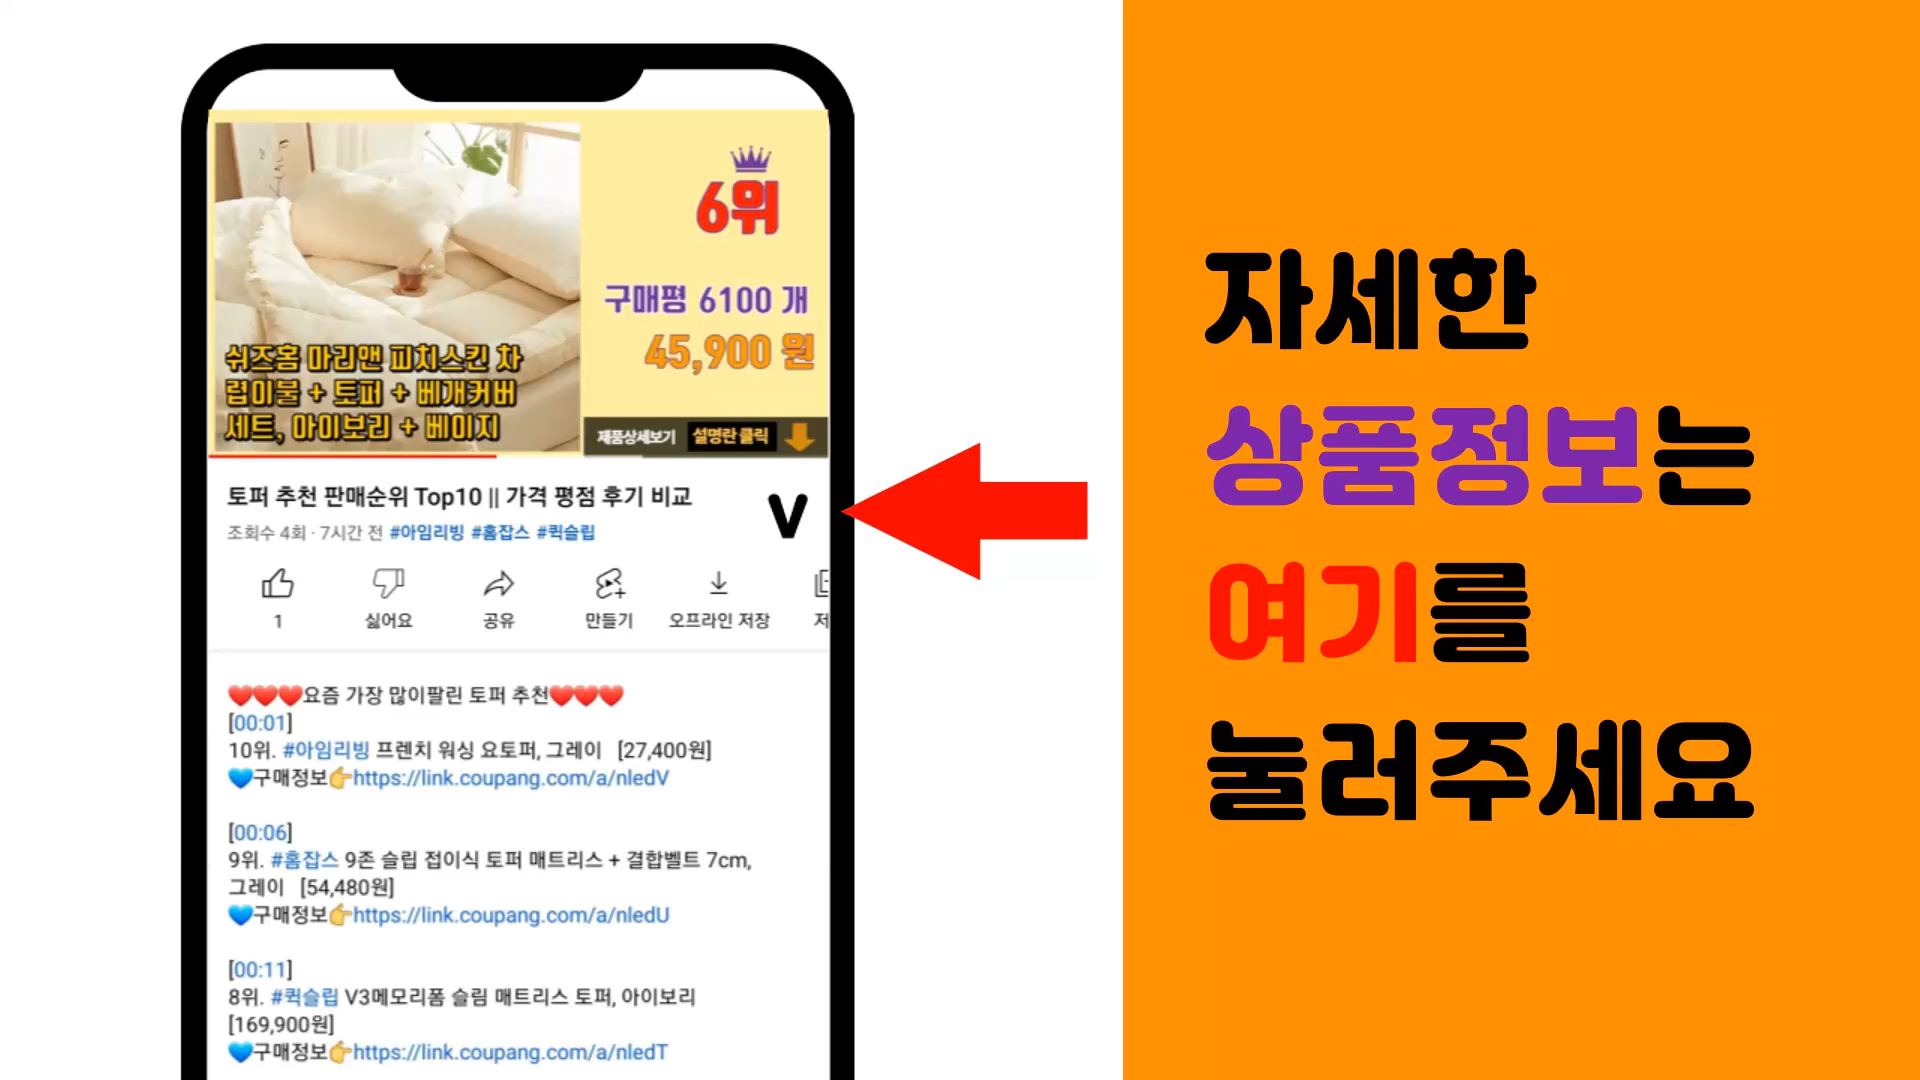 6위
구매평 6100 개
45,900 원
쉬즈홈 마리앤 피치스킨 차
렵이불 + 토퍼 + 베개커버
세트, 아이보리 + 베이지
제품상세보기 설명란 클릭
토퍼 추천 판매순위 Top10 || 가격 평점 후기 비교
V
조회수 4회 · 7시간 전 #아임리빙 #홈잡스 #퀵슬립
1 싫어요 공유 만들기 오프라인 저장 저
❤️❤️❤️요즘 가장 많이팔린 토퍼 추천❤️❤️❤️
[00:01]
10위. #아임리빙 프렌치 워싱 요토퍼, 그레이 [27,400원]
💙구매정보👉https://link.coupang.com/a/nledV
[00:06]
9위. #홈잡스 9존 슬립 접이식 토퍼 매트리스 + 결합벨트 7cm,
그레이 [54,480원]
💙구매정보👉https://link.coupang.com/a/nledU
[00:11]
8위. #퀵슬립 V3메모리폼 슬림 매트리스 토퍼, 아이보리
[169,900원]
💙구매정보👉https://link.coupang.com/a/nledT
자세한
상품정보는
여기를
눌러주세요